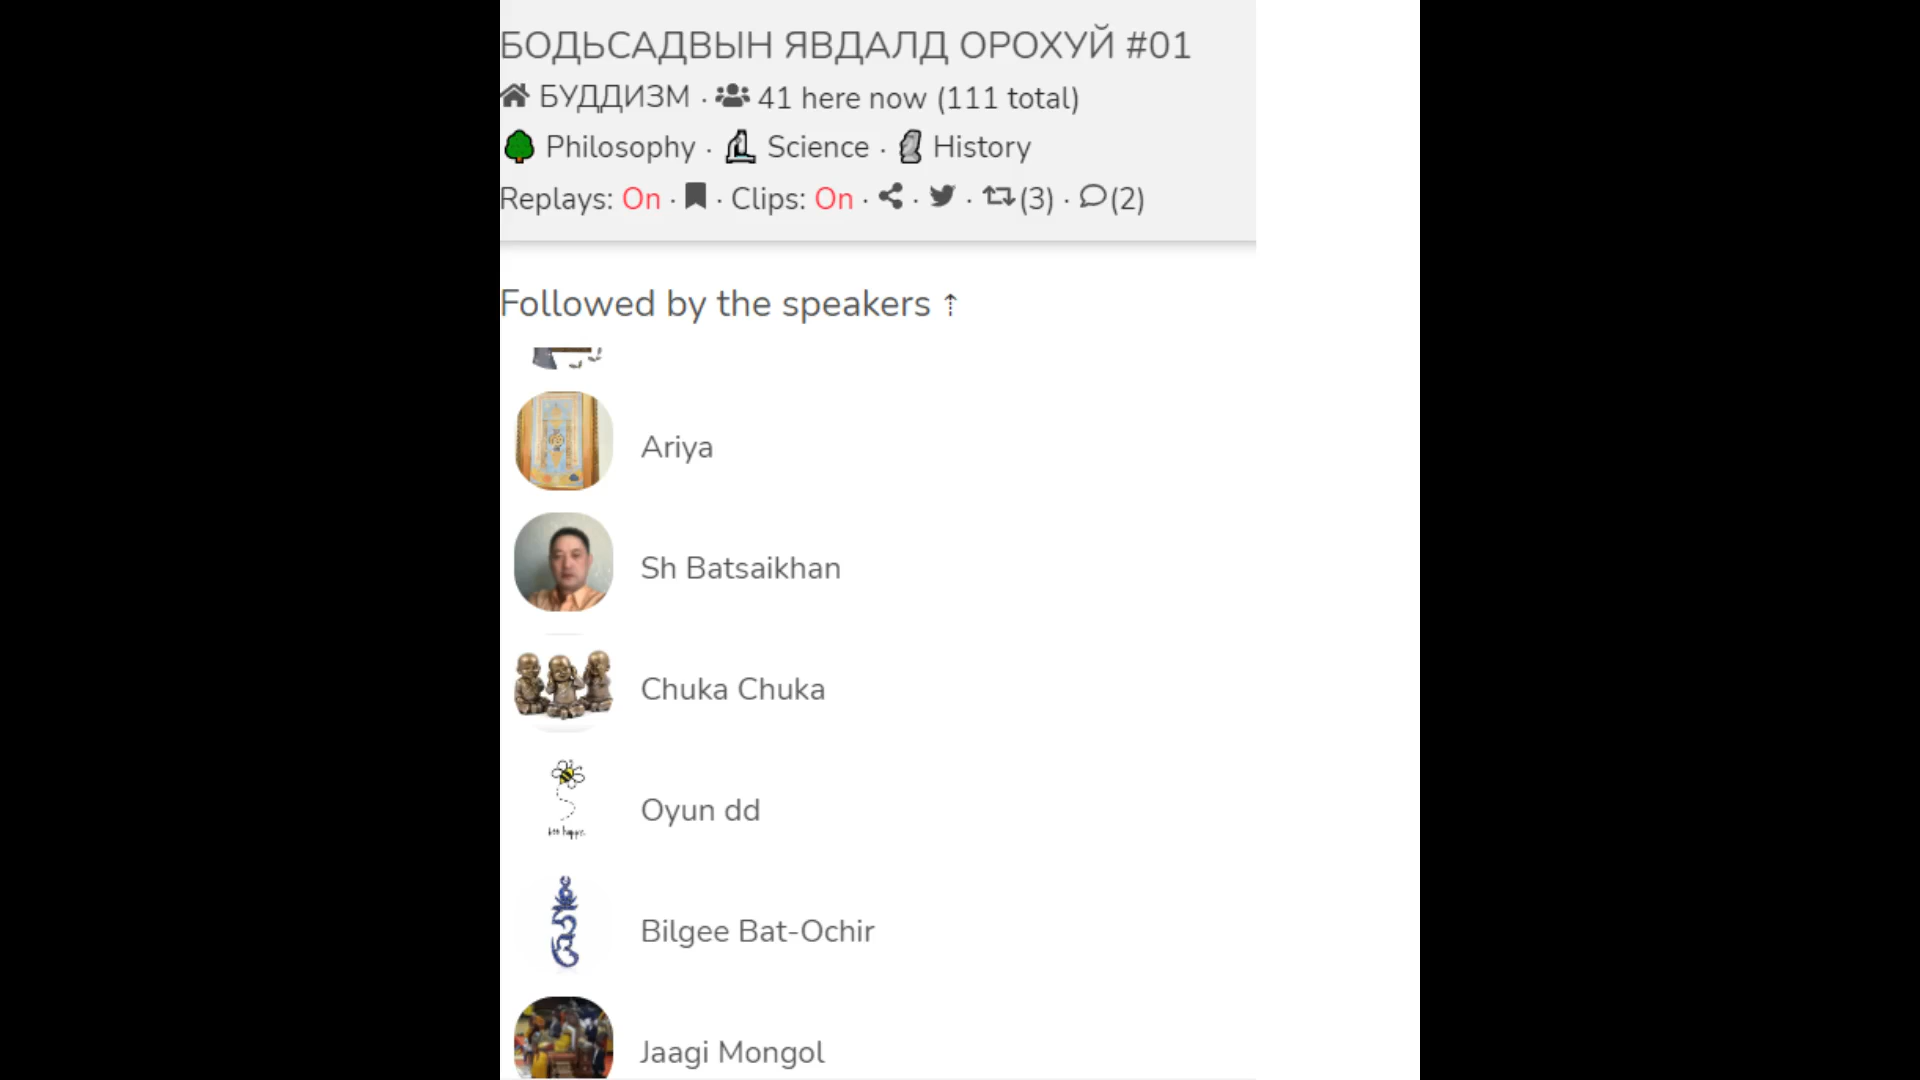 БОДЬСАДВЫН ЯВДАЛД ОРОХУЙ #01
БУДДИЗМ · 41 here now (111 total)
Philosophy · Science · History
Replays: On · · Clips: On · · · (3) · (2)
Followed by the speakers ⇡
Ariya
Sh Batsaikhan
Chuka Chuka
Oyun dd
Bilgee Bat-Ochir
Jaagi Mongol